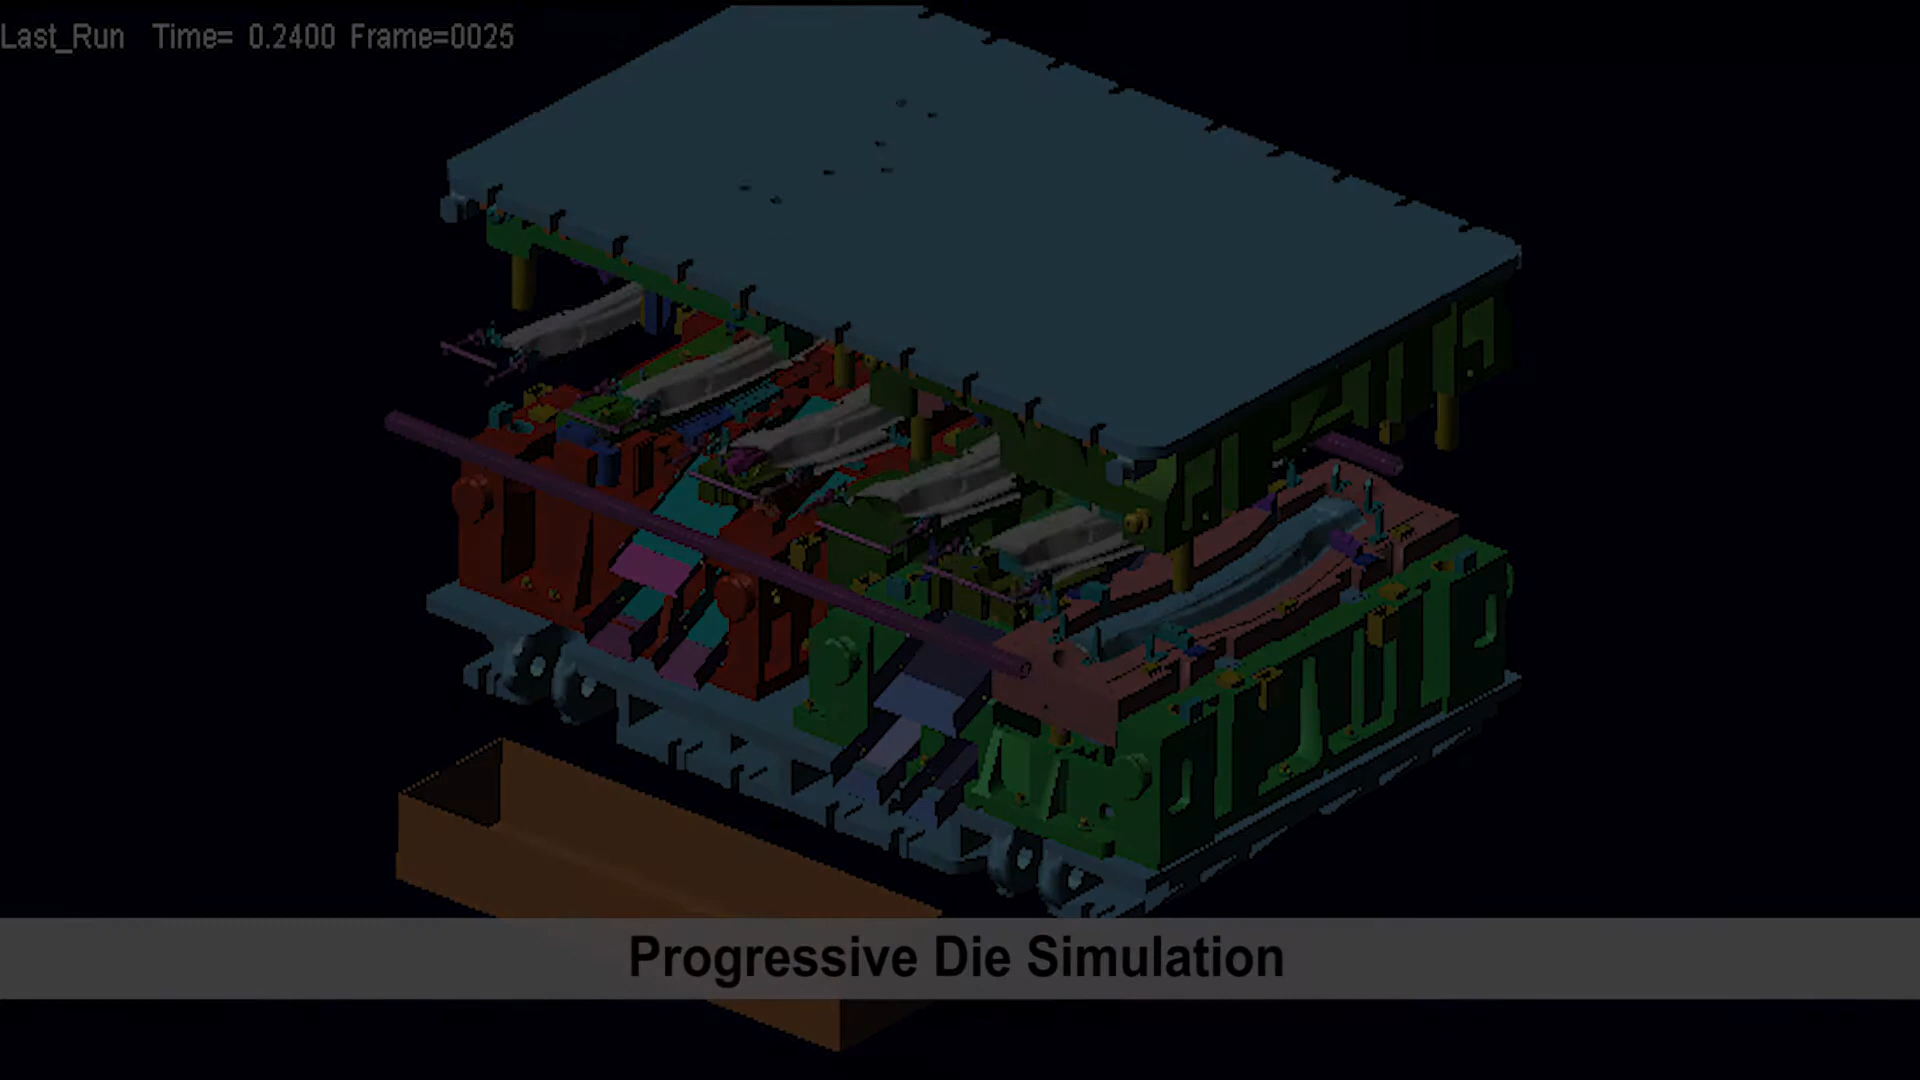 Last_Run Time= 0.2400 Frame=0025
Progressive Die Simulation